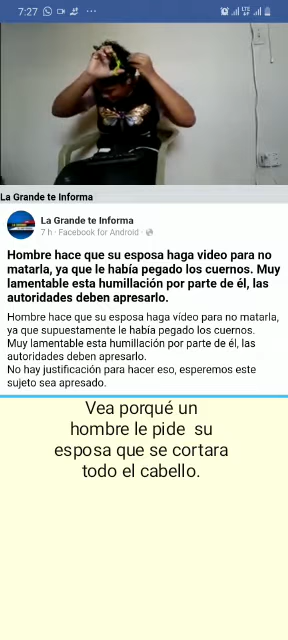 7:27
La Grande te Informa
La Grande te Informa
7 h · Facebook for Android ·
Hombre hace que su esposa haga video para no
matarla, ya que le había pegado los cuernos. Muy
lamentable esta humillación por parte de él, las
autoridades deben apresarlo.
Hombre hace que su esposa haga vídeo para no matarla,
ya que supuestamente le había pegado los cuernos.
Muy lamentable esta humillación por parte de él, las
autoridades deben apresarlo.
No hay justificación para hacer eso, esperemos este
sujeto sea apresado.
Vea porqué un
hombre le pide su
esposa que se cortara
todo el cabello.